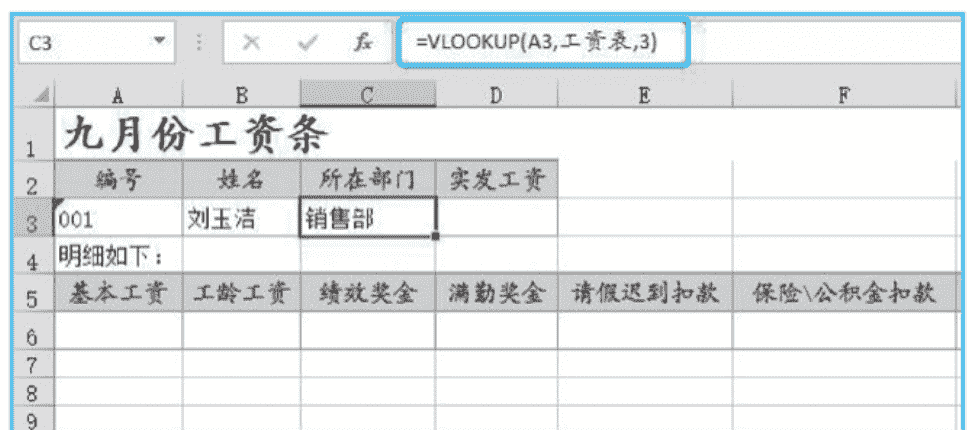 C3 fx =VLOOKUP(A3,工资表,3)
A B C D E F
1 九月份工资条
2 编号 姓名 所在部门 实发工资
3 001 刘玉洁 销售部
4 明细如下：
5 基本工资 工龄工资 绩效奖金 满勤奖金 请假迟到扣款 保险\公积金扣款
6
7
8
9